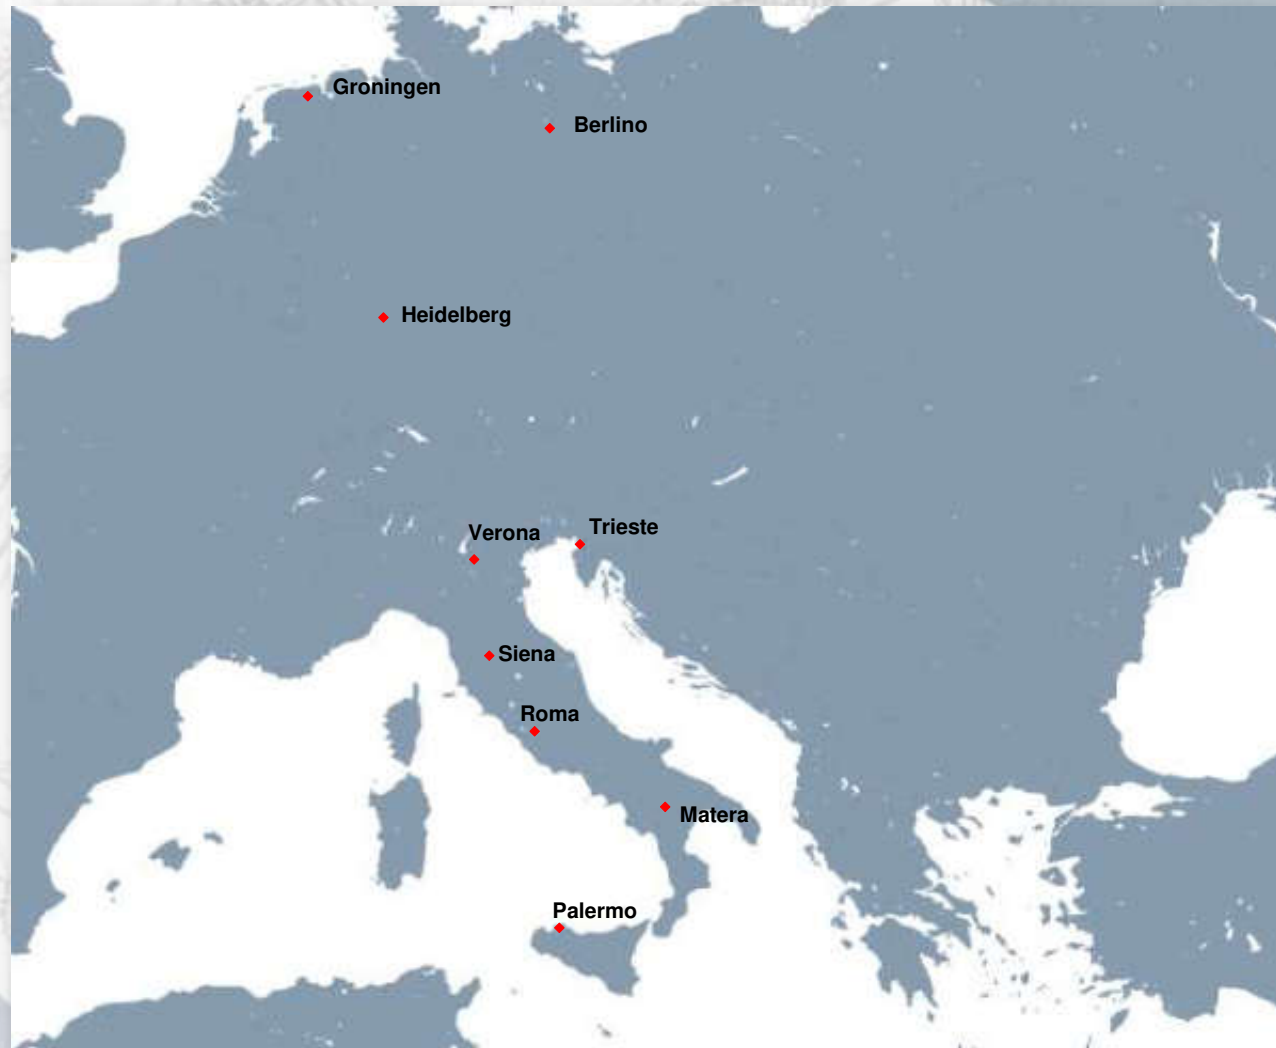 Groningen
Berlino
Heidelberg
Verona
Trieste
Siena
Roma
Matera
Palermo